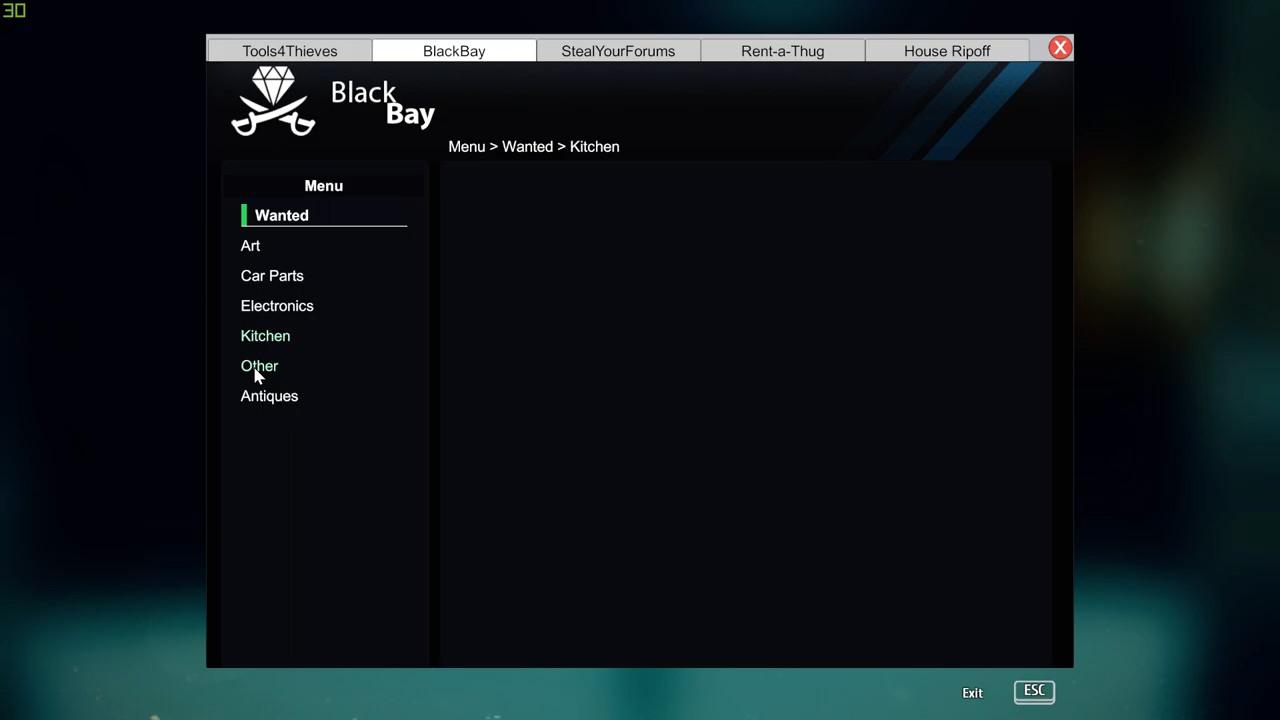 30
Tools4Thieves
BlackBay
StealYourForums
Rent-a-Thug
House Ripoff
X
Black
Bay
Menu > Wanted > Kitchen
Menu
Wanted
Art
Car Parts
Electronics
Kitchen
Other
Antiques
Exit ESC